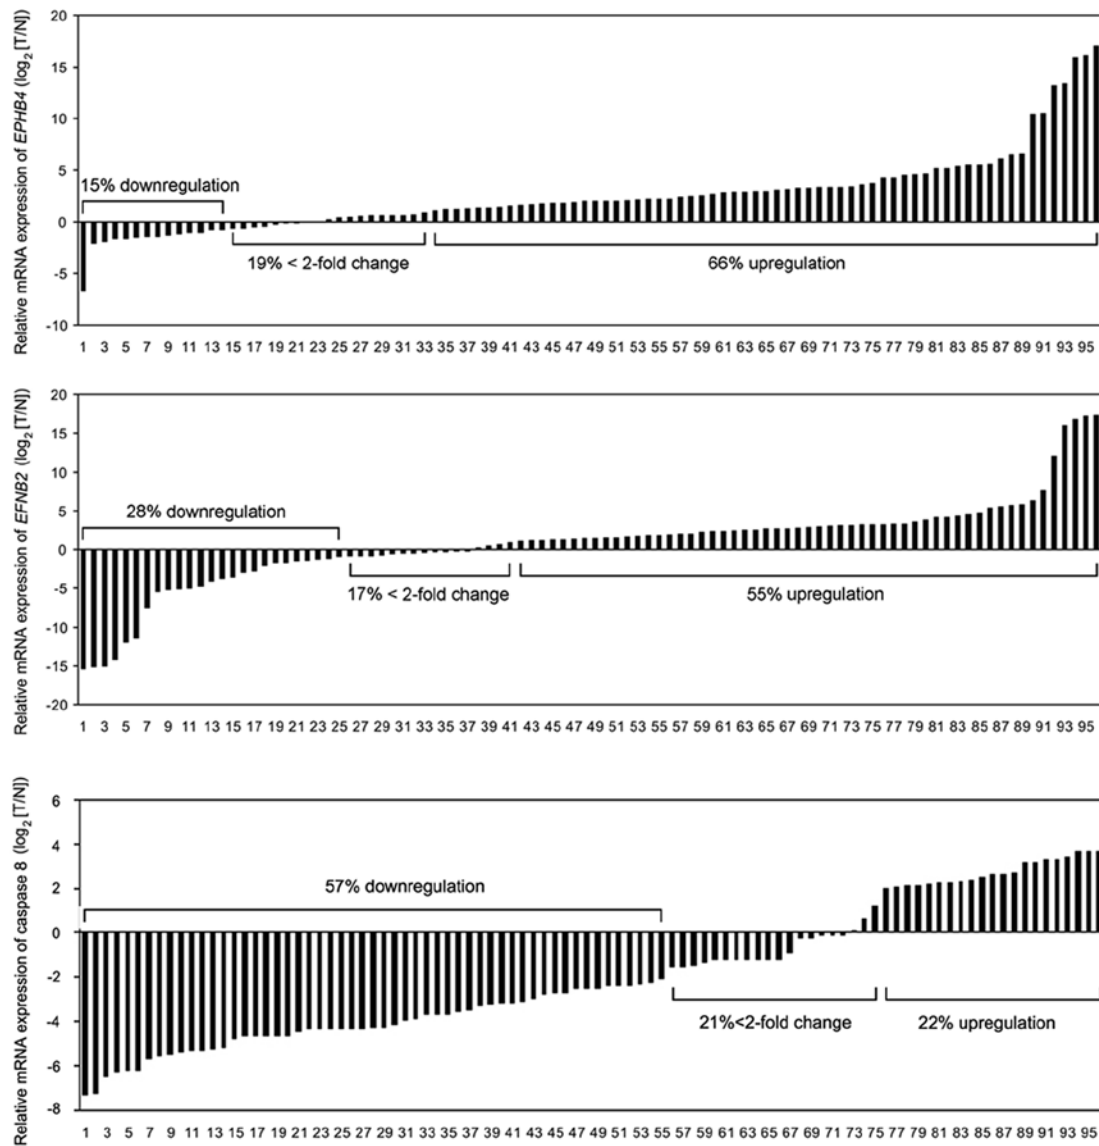 Relative mRNA expression of EPHB4 (log2 [T/N])
20
15
10
5
0
-5
-10
15% downregulation
19% < 2-fold change
66% upregulation
1 3 5 7 9 11 13 15 17 19 21 23 25 27 29 31 33 35 37 39 41 43 45 47 49 51 53 55 57 59 61 63 65 67 69 71 73 75 77 79 81 83 85 87 89 91 93 95
Relative mRNA expression of EFNB2 (log2 [T/N])
20
15
10
5
0
-5
-10
-15
-20
28% downregulation
17% < 2-fold change
55% upregulation
1 3 5 7 9 11 13 15 17 19 21 23 25 27 29 31 33 35 37 39 41 43 45 47 49 51 53 55 57 59 61 63 65 67 69 71 73 75 77 79 81 83 85 87 89 91 93 95
Relative mRNA expression of caspase 8 (log2 [T/N])
6
4
2
0
-2
-4
-6
-8
57% downregulation
21%<2-fold change
22% upregulation
1 3 5 7 9 11 13 15 17 19 21 23 25 27 29 31 33 35 37 39 41 43 45 47 49 51 53 55 57 59 61 63 65 67 69 71 73 75 77 79 81 83 85 87 89 91 93 95